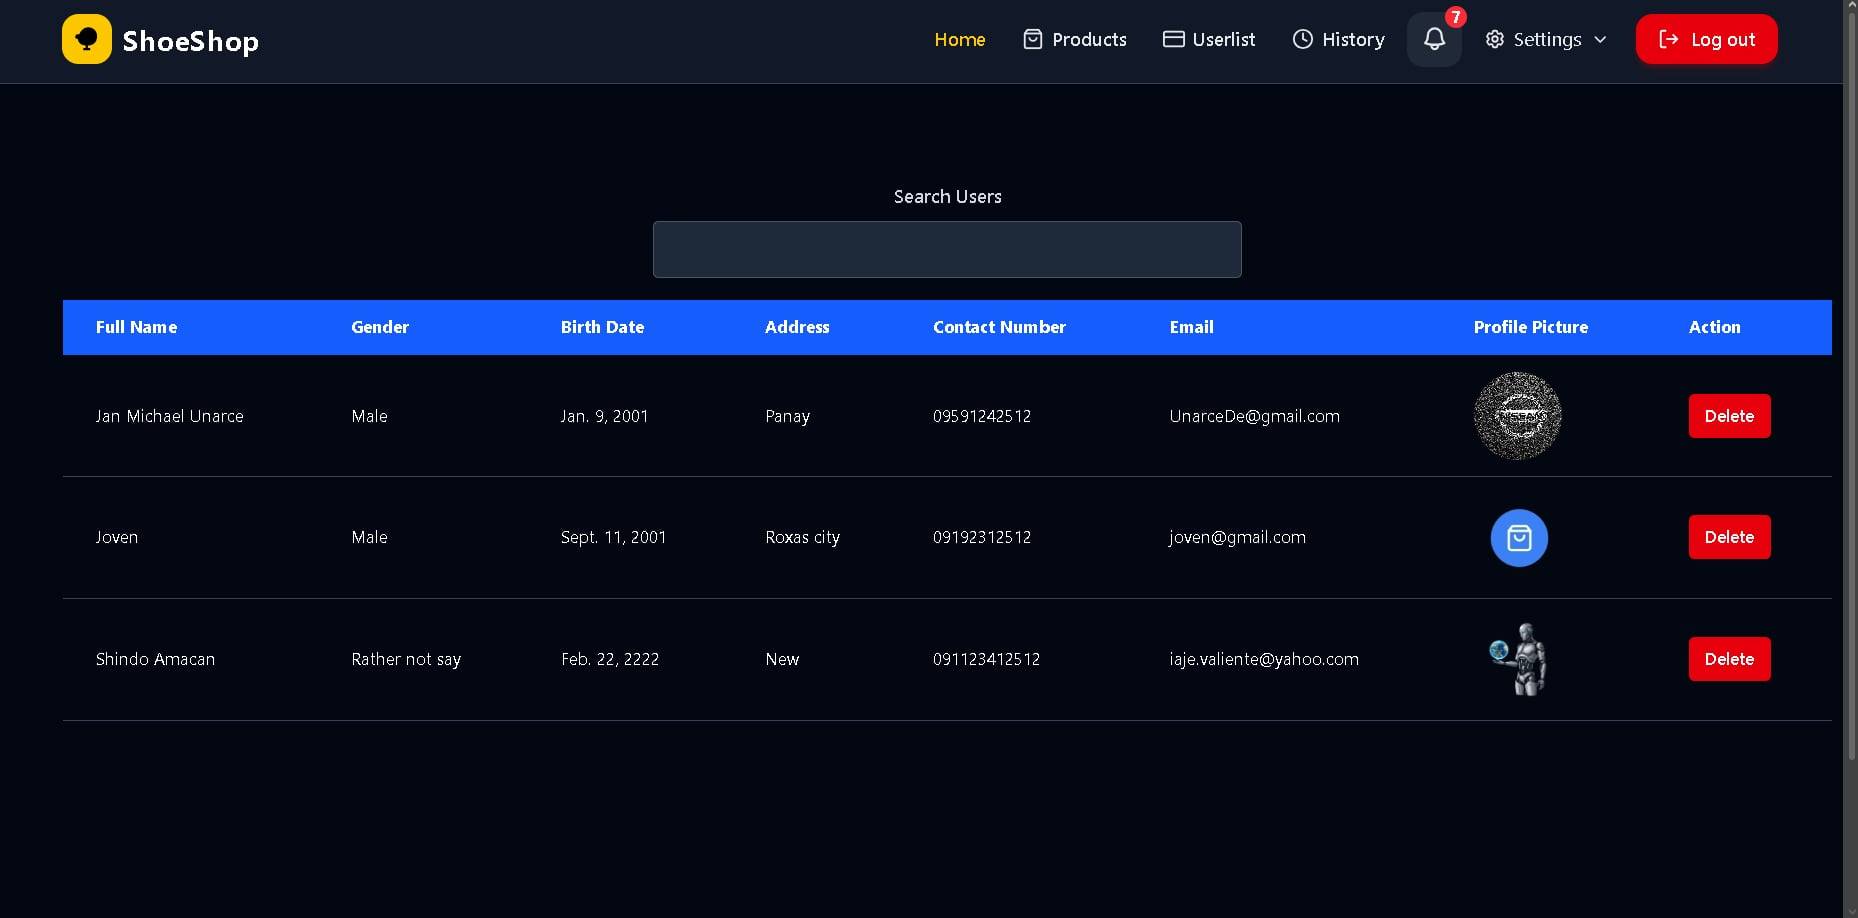 ShoeShop
Home Products Userlist History 7 Settings Log out
Search Users
Full Name Gender Birth Date Address Contact Number Email Profile Picture Action
Jan Michael Unarce Male Jan. 9, 2001 Panay 09591242512 UnarceDe@gmail.com Delete
Joven Male Sept. 11, 2001 Roxas city 09192312512 joven@gmail.com Delete
Shindo Amacan Rather not say Feb. 22, 2222 New 091123412512 iaje.valiente@yahoo.com Delete